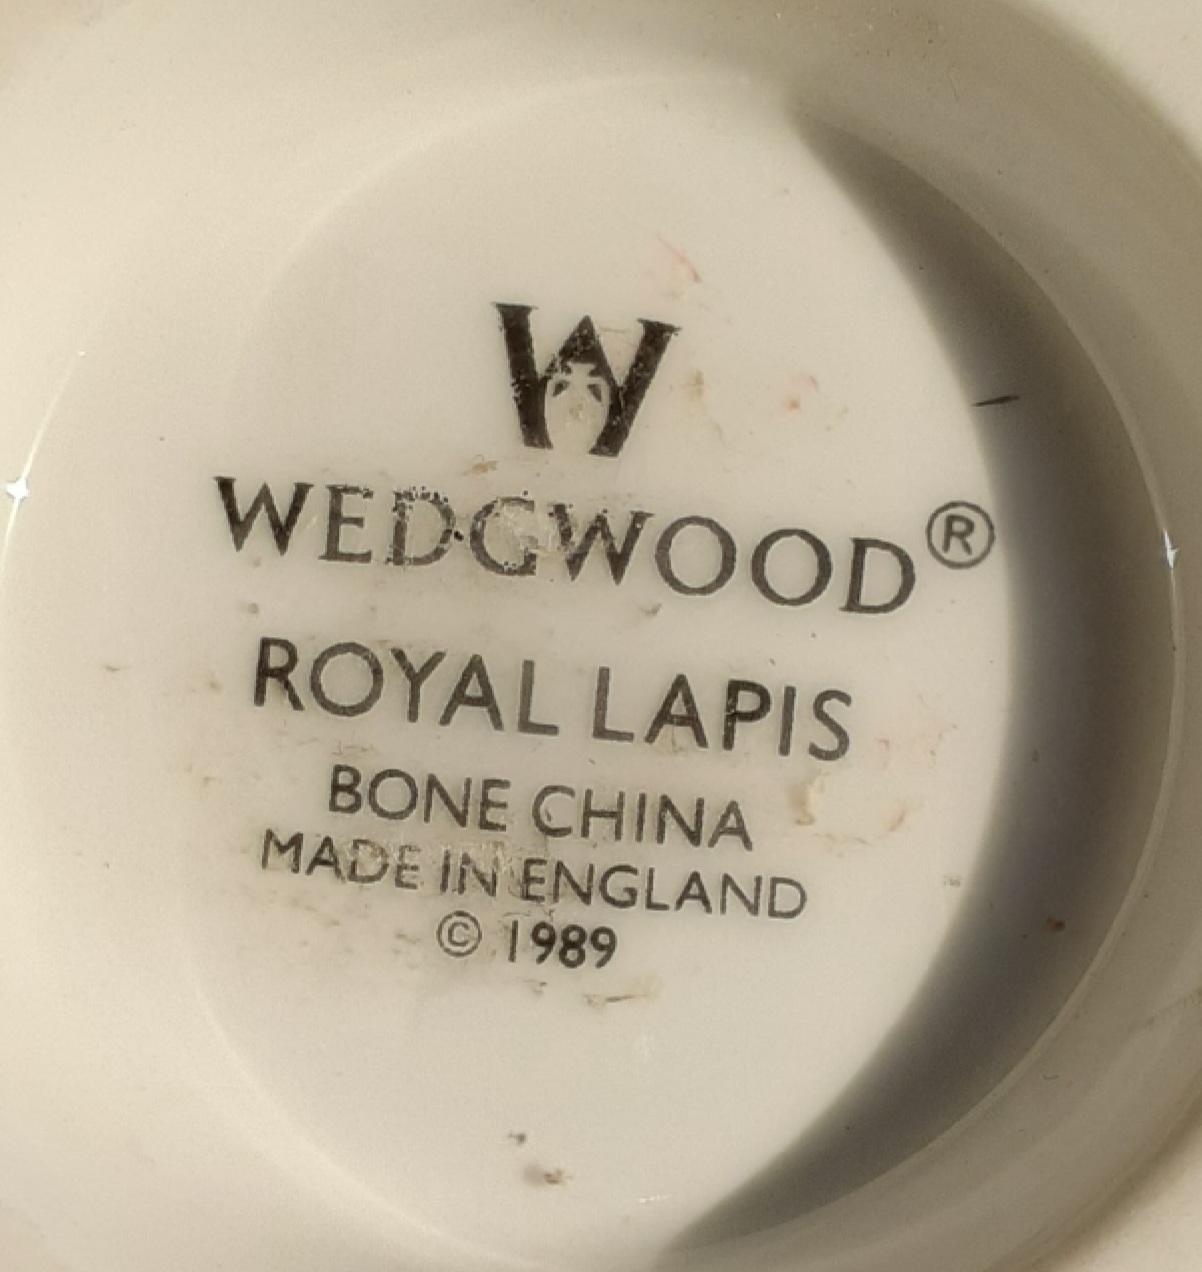 W
WEDGWOOD®
ROYAL LAPIS
BONE CHINA
MADE IN ENGLAND
© 1989